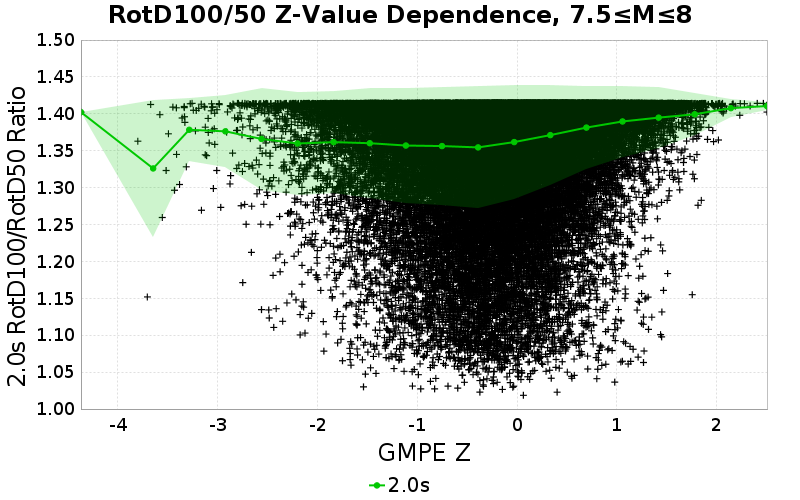 RotD100/50 Z-Value Dependence, 7.5≤M≤8
2.0s RotD100/RotD50 Ratio
1.50
1.45
1.40
1.35
1.30
1.25
1.20
1.15
1.10
1.05
1.00
-4 -3 -2 -1 0 1 2
GMPE Z
2.0s